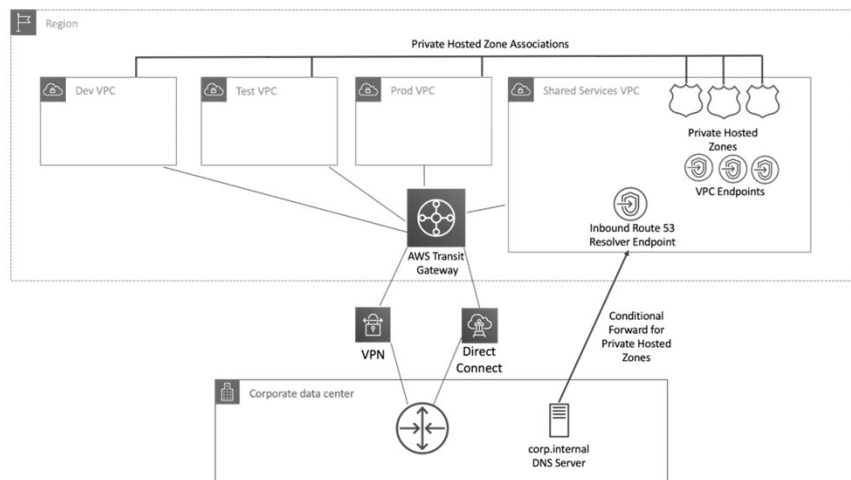 Region
Private Hosted Zone Associations
Dev VPC
Test VPC
Prod VPC
Shared Services VPC
Private Hosted
Zones
VPC Endpoints
Inbound Route 53
Resolver Endpoint
AWS Transit
Gateway
Conditional
Forward for
Private Hosted
Zones
VPN
Direct
Connect
Corporate data center
corp.internal
DNS Server